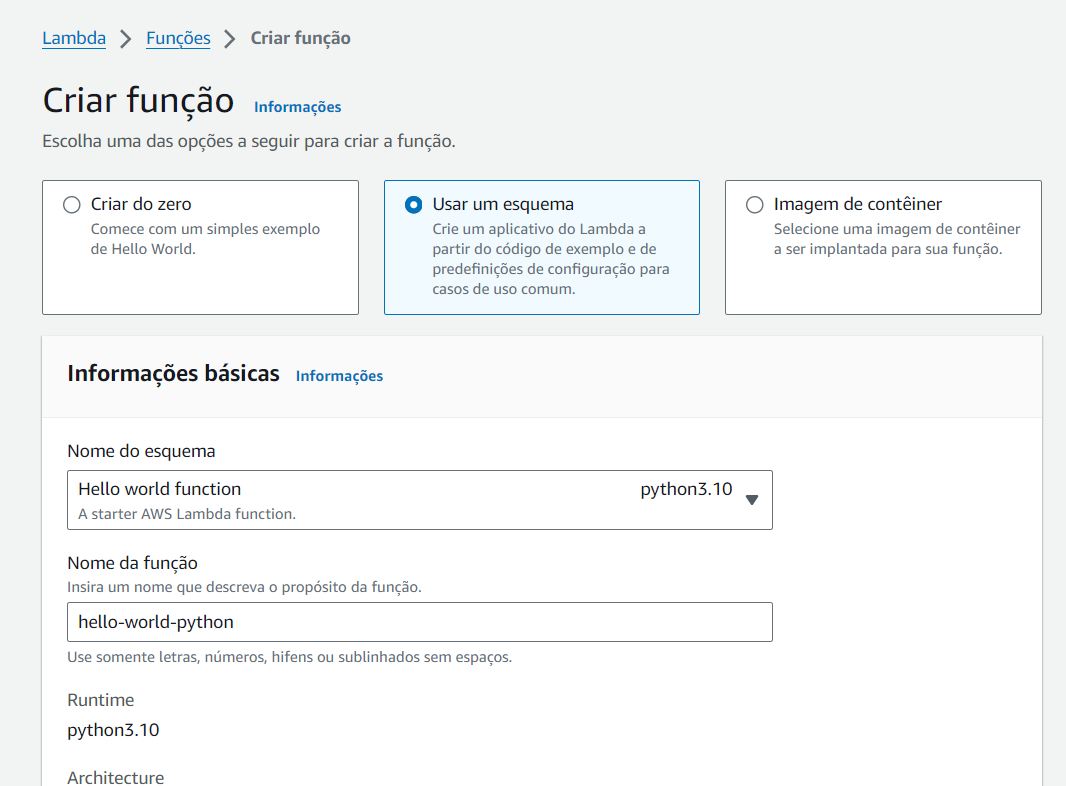 Lambda > Funções > Criar função
Criar função Informações
Escolha uma das opções a seguir para criar a função.
Criar do zero
Comece com um simples exemplo
de Hello World.
Usar um esquema
Crie um aplicativo do Lambda a
partir do código de exemplo e de
predefinições de configuração para
casos de uso comum.
Imagem de contêiner
Selecione uma imagem de contêiner
a ser implantada para sua função.
Informações básicas Informações
Nome do esquema
Hello world function python3.10
A starter AWS Lambda function.
Nome da função
Insira um nome que descreva o propósito da função.
hello-world-python
Use somente letras, números, hifens ou sublinhados sem espaços.
Runtime
python3.10
Architecture